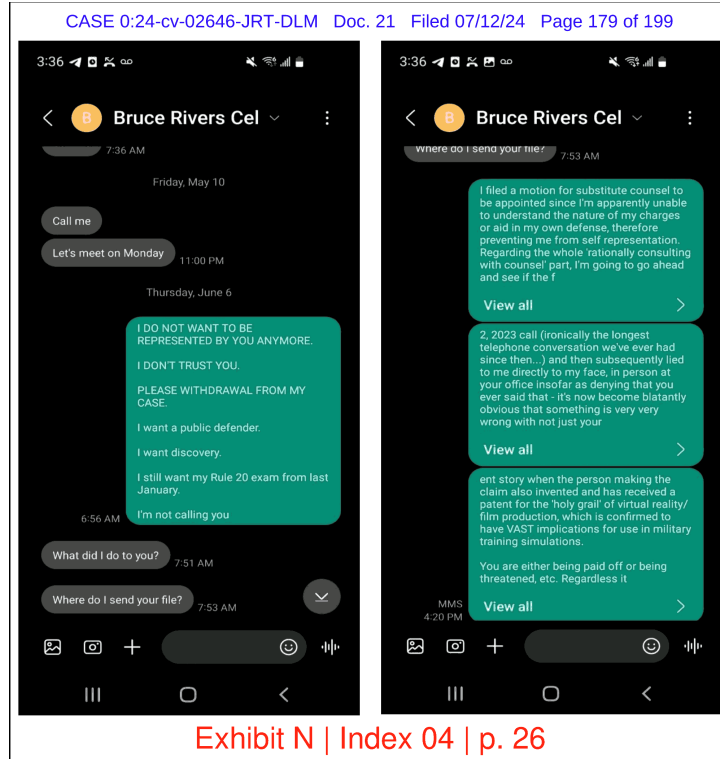 CASE 0:24-cv-02646-JRT-DLM Doc. 21 Filed 07/12/24 Page 179 of 199
3:36
B
Bruce Rivers Cel
7:36 AM
Friday, May 10
Call me
Let's meet on Monday
11:00 PM
Thursday, June 6
I DO NOT WANT TO BE
REPRESENTED BY YOU ANYMORE.
I DON'T TRUST YOU.
PLEASE WITHDRAWAL FROM MY
CASE.
I want a public defender.
I want discovery.
I still want my Rule 20 exam from last
January.
I'm not calling you
6:56 AM
What did I do to you?
7:51 AM
Where do I send your file?
7:53 AM
3:36
B
Bruce Rivers Cel
Where do I send your file?
7:53 AM
I filed a motion for substitute counsel to
be appointed since I'm apparently unable
to understand the nature of my charges
or aid in my own defense, therefore
preventing me from self representation.
Regarding the whole 'rationally consulting
with counsel' part, I'm going to go ahead
and see if the f
View all
2, 2023 call (ironically the longest
telephone conversation we've ever had
since then...) and then subsequently lied
to me directly to my face, in person at
your office insofar as denying that you
ever said that - it's now become blatantly
obvious that something is very very
wrong with not just your
View all
ent story when the person making the
claim also invented and has received a
patent for the 'holy grail' of virtual reality/
film production, which is confirmed to
have VAST implications for use in military
training simulations.
You are either being paid off or being
threatened, etc. Regardless it
View all
MMS
4:20 PM
Exhibit N | Index 04 | p. 26